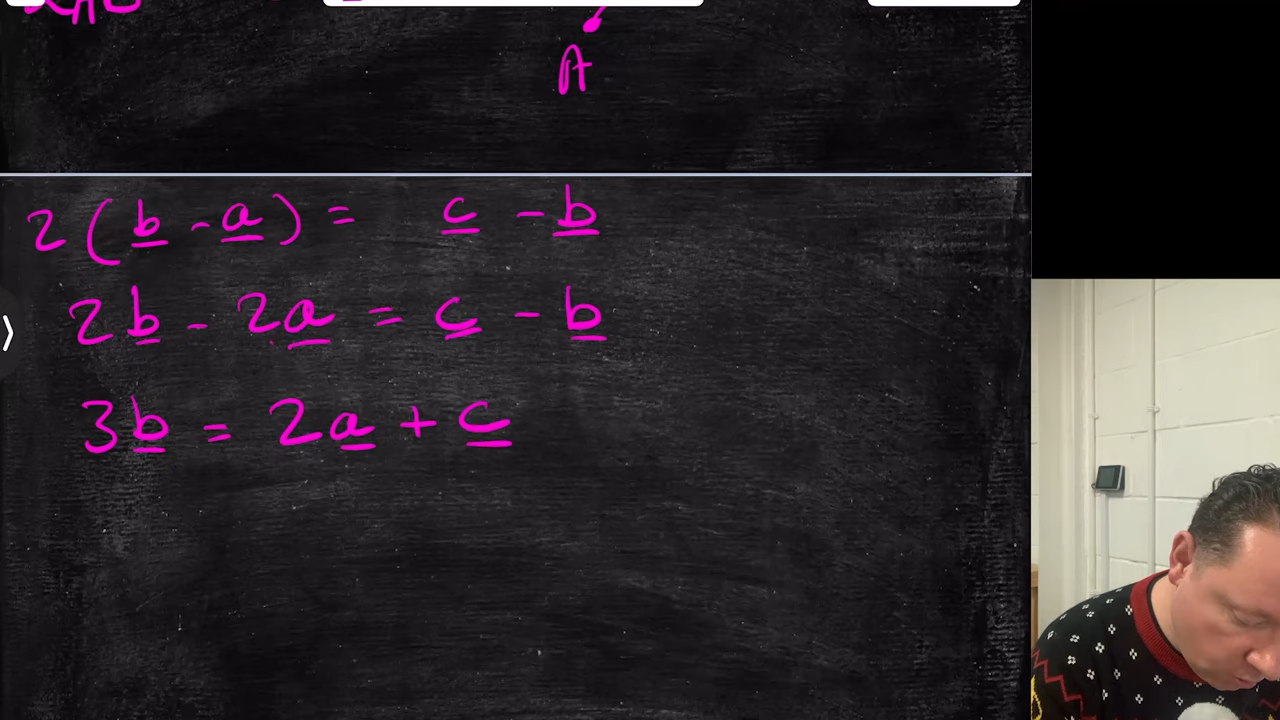 A
2(b - a) = c - b
2b - 2a = c - b
3b = 2a + c